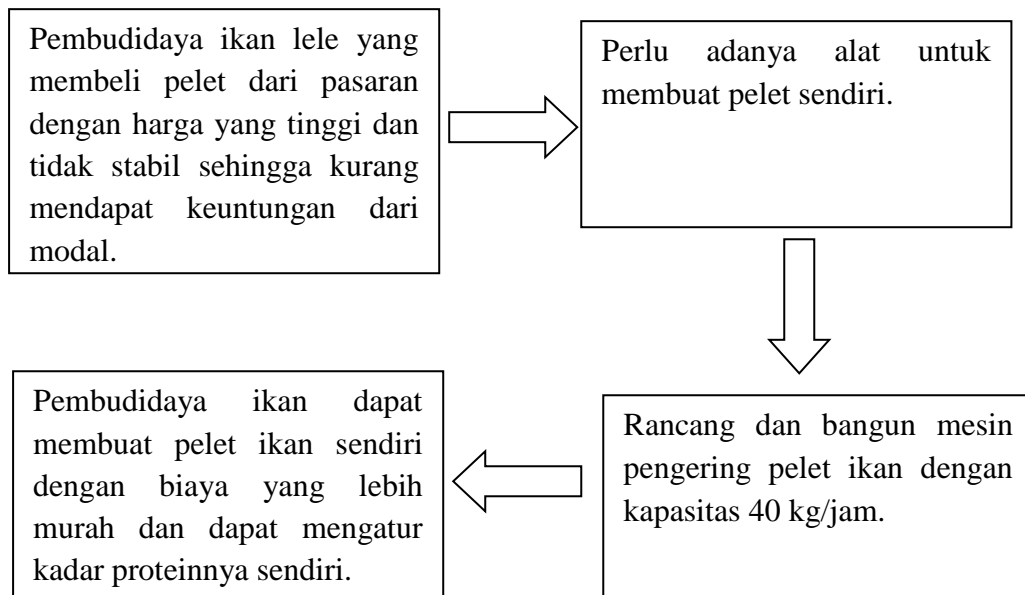 Pembudidaya ikan lele yang
membeli pelet dari pasaran
dengan harga yang tinggi dan
tidak stabil sehingga kurang
mendapat keuntungan dari
modal.
Perlu adanya alat untuk
membuat pelet sendiri.
Rancang dan bangun mesin
pengering pelet ikan dengan
kapasitas 40 kg/jam.
Pembudidaya ikan dapat
membuat pelet ikan sendiri
dengan biaya yang lebih
murah dan dapat mengatur
kadar proteinnya sendiri.